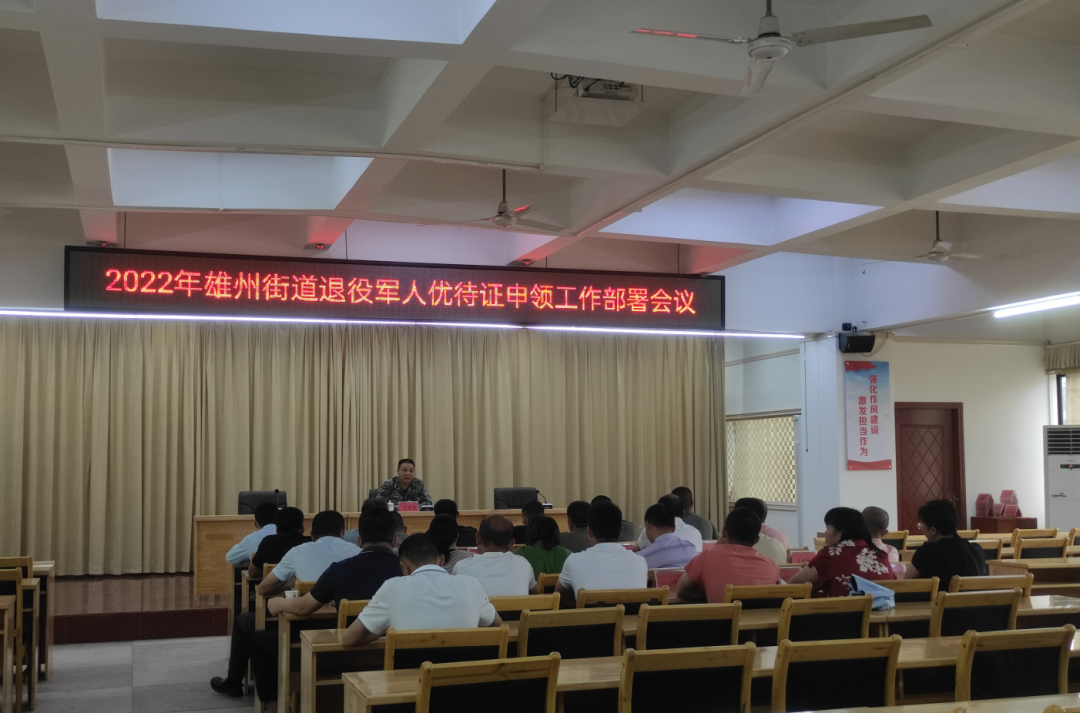 2022年雄州街道退役军人优待证申领工作部署会议
强化作风建设
激发担当作为